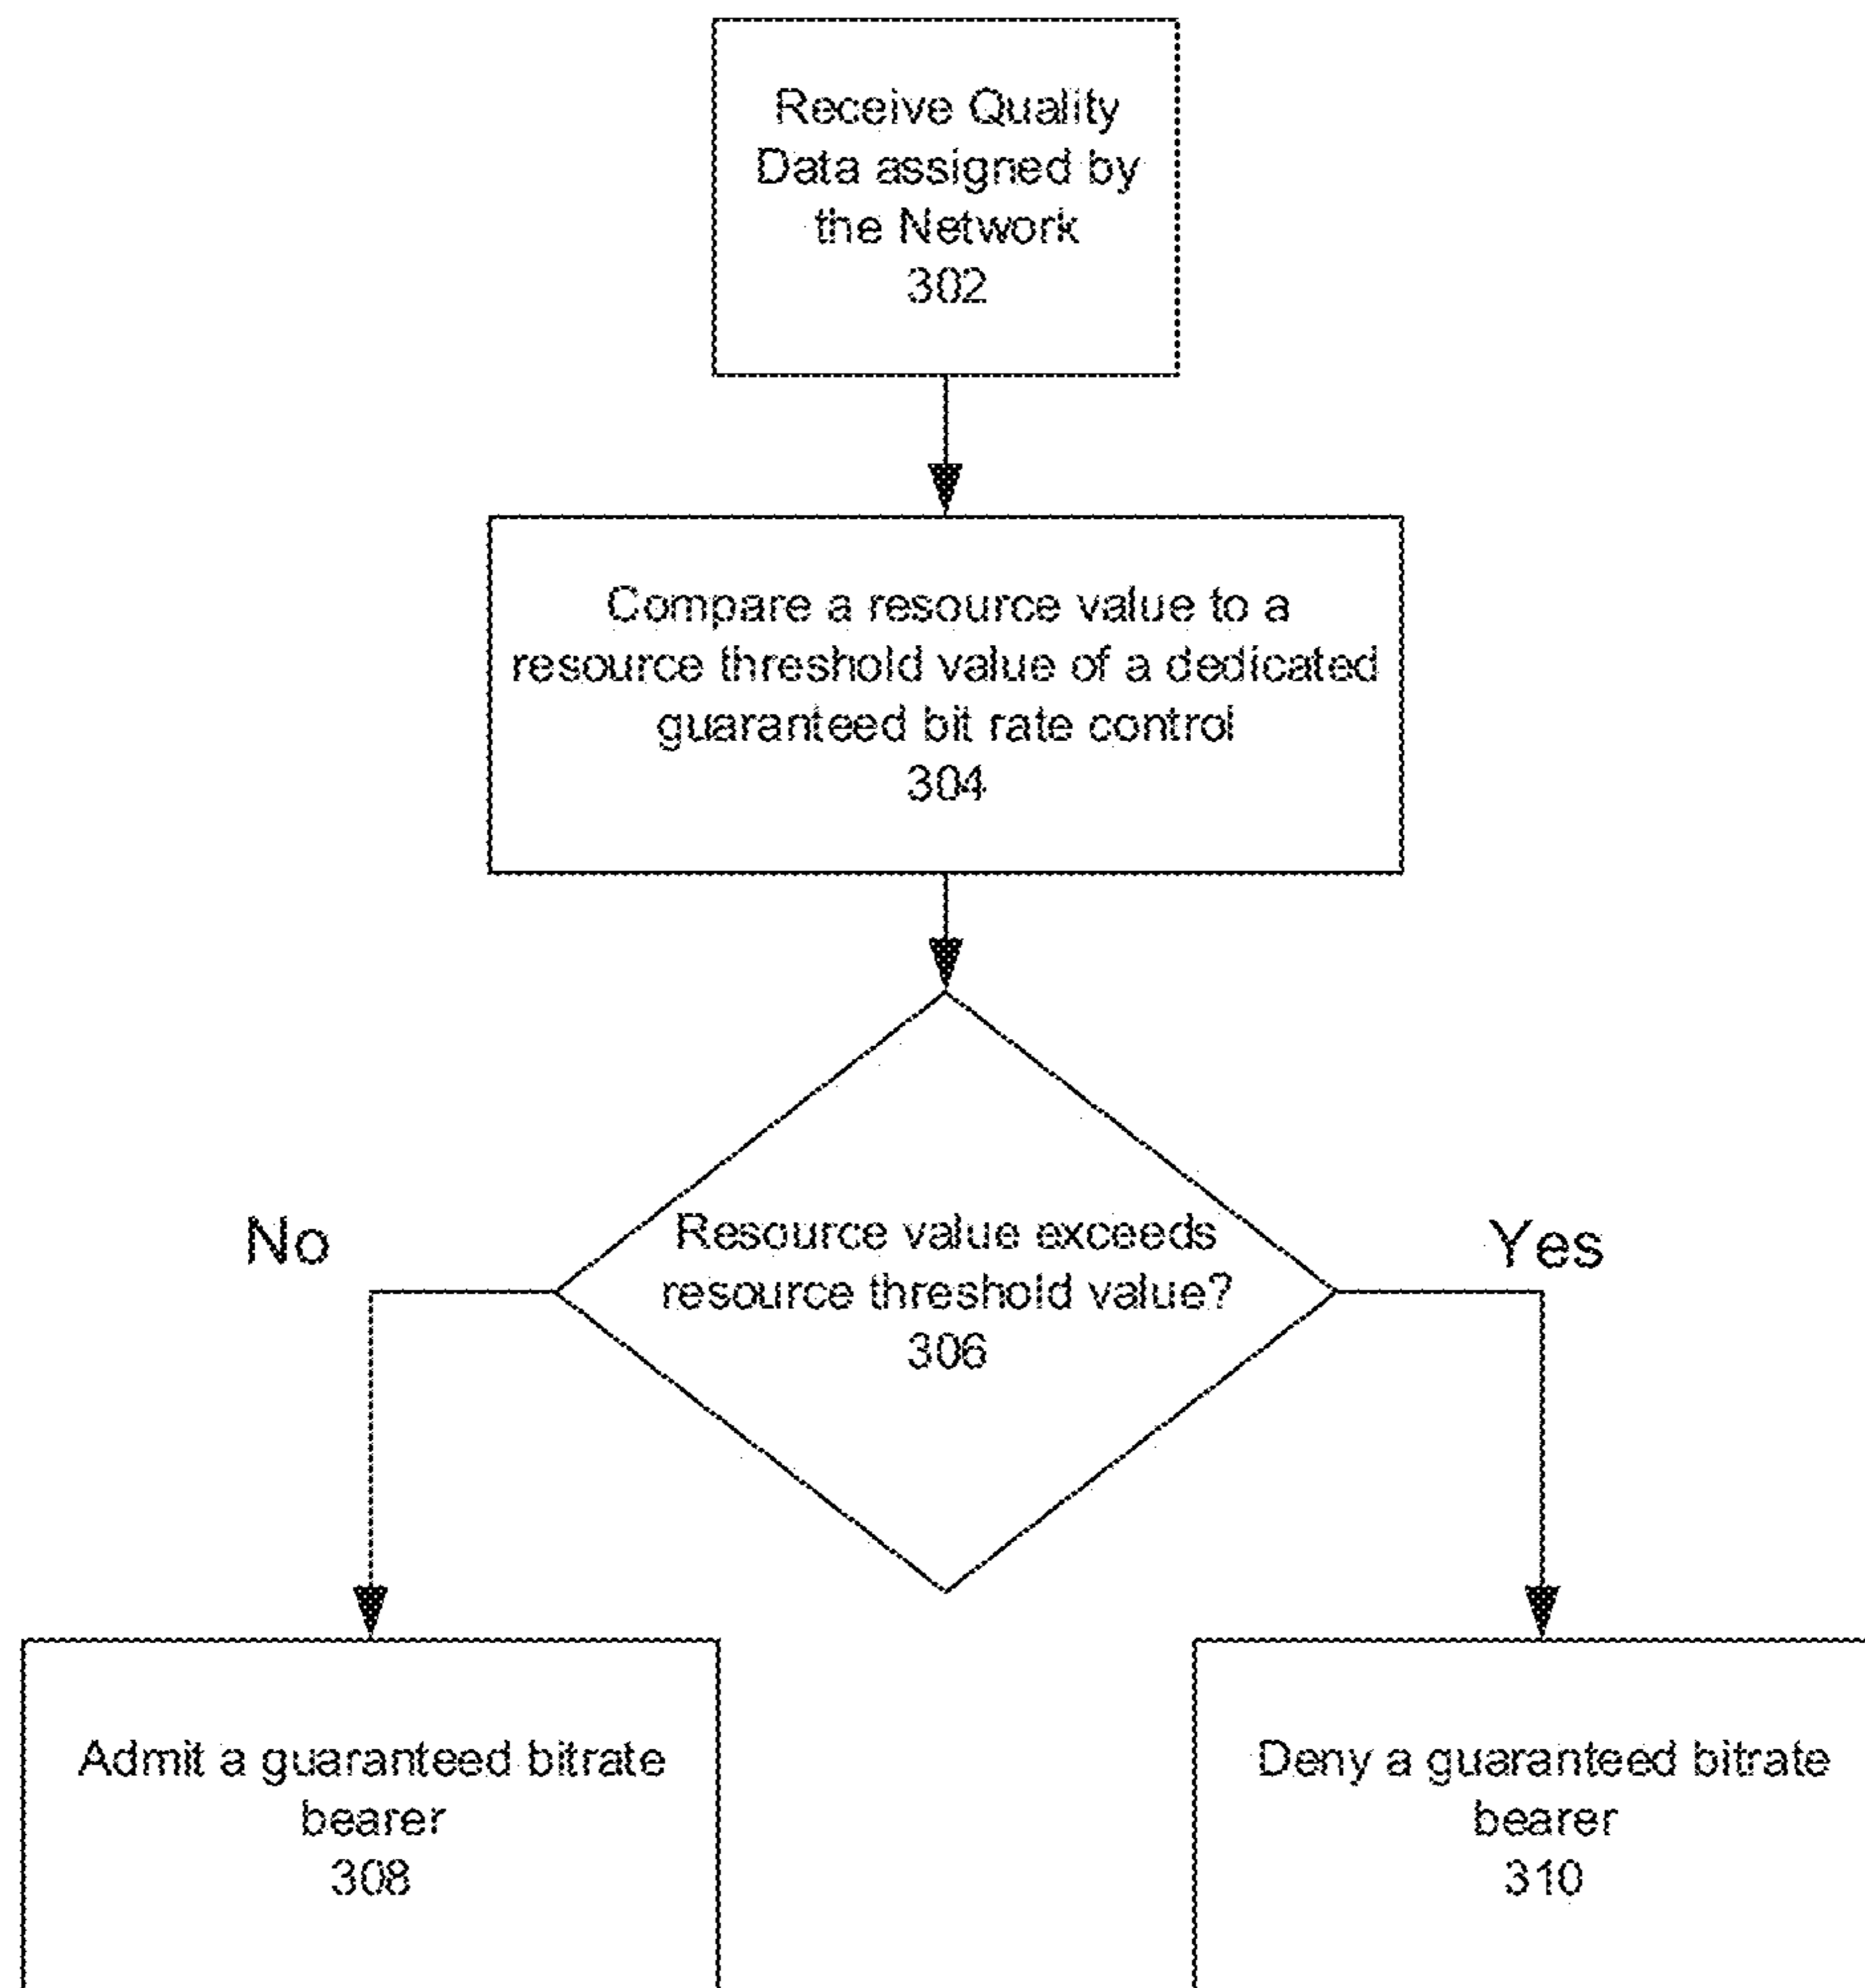 Receive Quality
Data assigned by
the Network
302
Compare a resource value to a
resource threshold value of a dedicated
guaranteed bit rate control
304
Resource value exceeds
resource threshold value?
306
No
Yes
Admit a guaranteed bitrate
bearer
308
Deny a guaranteed bitrate
bearer
310